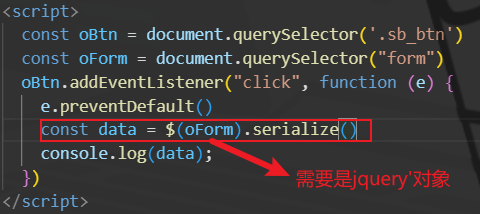 <script>
const oBtn = document.querySelector('.sb_btn')
const oForm = document.querySelector("form")
oBtn.addEventListener("click", function (e) {
e.preventDefault()
const data = $(oForm).serialize()
console.log(data);
})
</script>
需要是jquery'对象